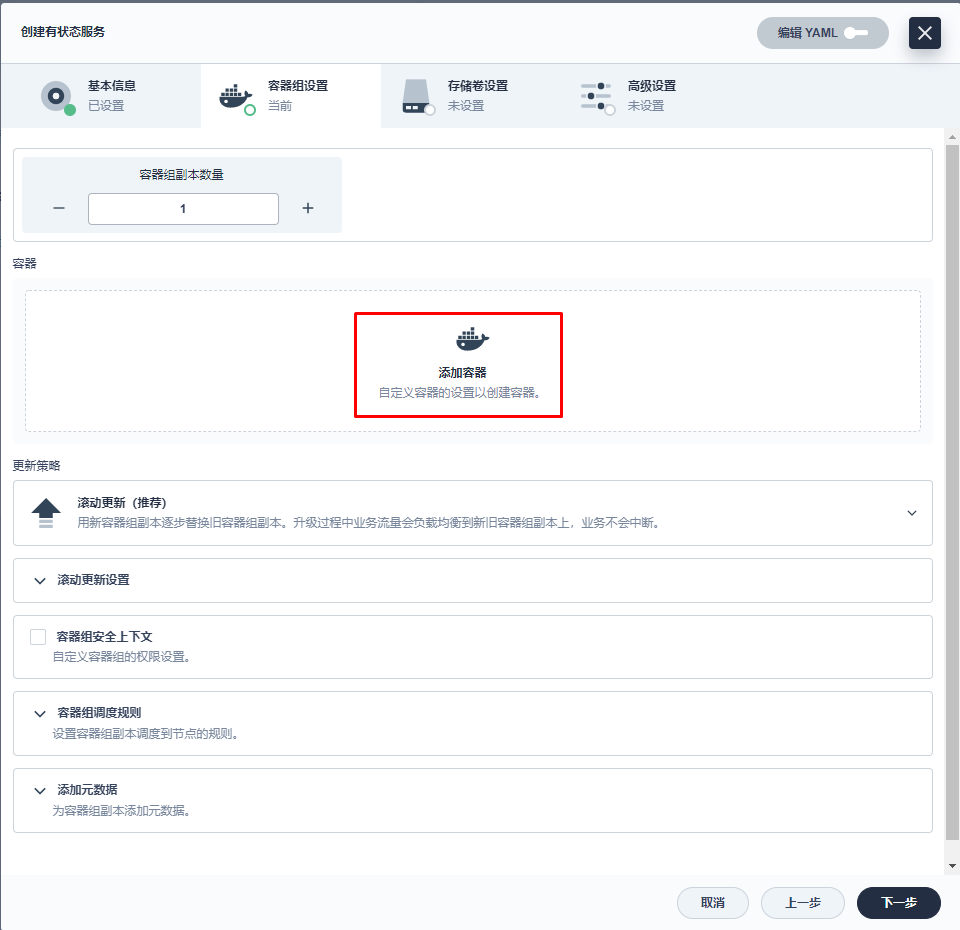 创建有状态服务
编辑 YAML
基本信息
已设置
容器组设置
当前
存储卷设置
未设置
高级设置
未设置
容器组副本数量
1
容器
添加容器
自定义容器的设置以创建容器。
更新策略
滚动更新（推荐）
用新容器组副本逐步替换旧容器组副本。升级过程中业务流量会负载均衡到新旧容器组副本上，业务不会中断。
滚动更新设置
容器组安全上下文
自定义容器组的权限设置。
容器组调度规则
设置容器组副本调度到节点的规则。
添加元数据
为容器组副本添加元数据。
取消
上一步
下一步